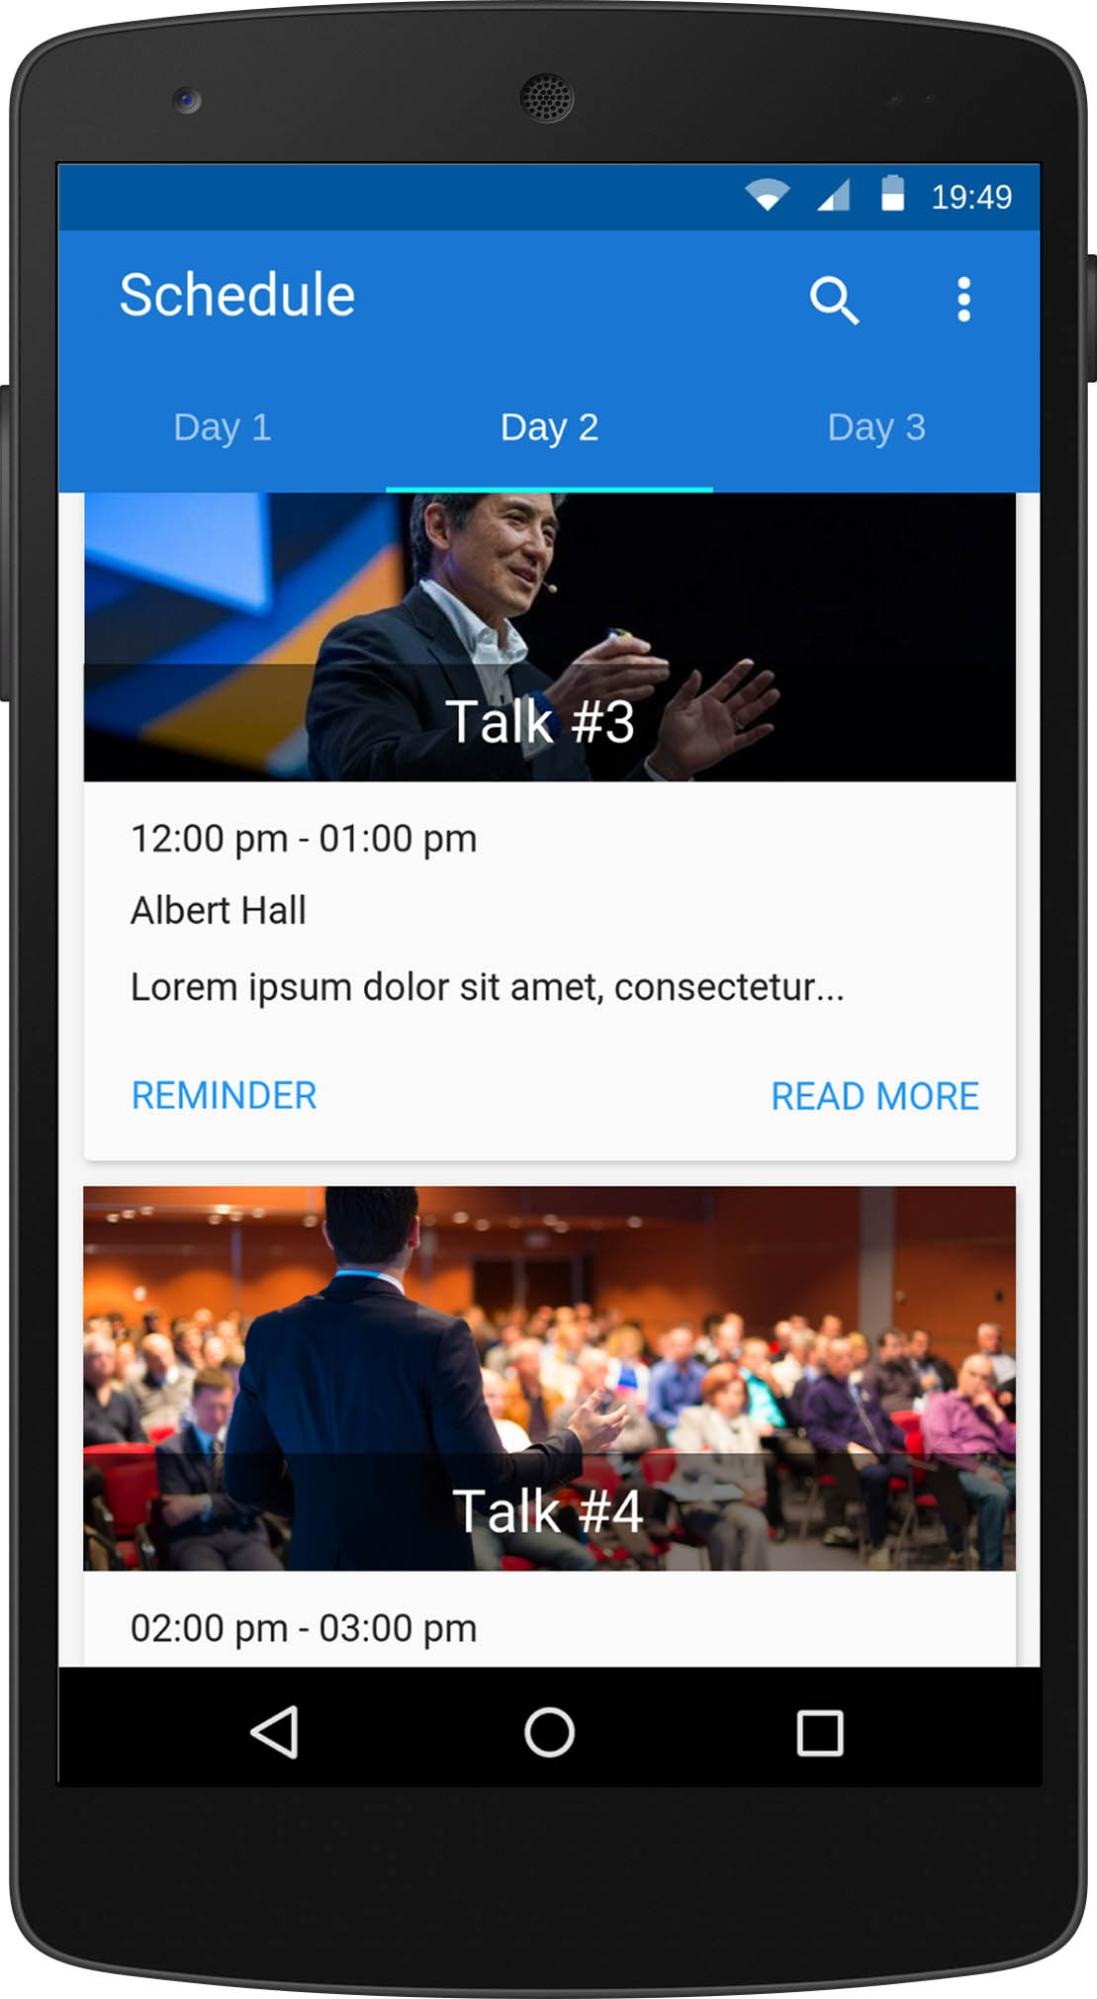 19:49
Schedule
Day 1
Day 2
Day 3
Talk #3
12:00 pm - 01:00 pm
Albert Hall
Lorem ipsum dolor sit amet, consectetur...
REMINDER
READ MORE
Talk #4
02:00 pm - 03:00 pm